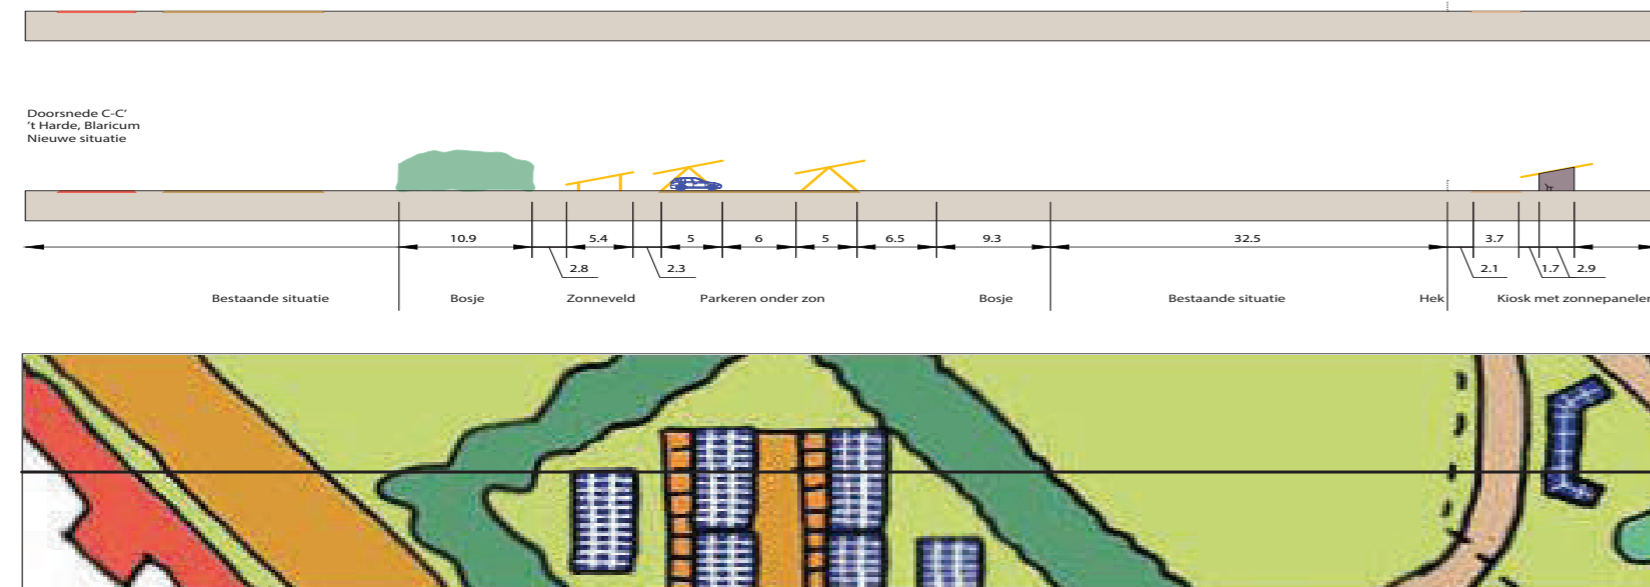 Doorsnede C-C’
’t Harde, Blaricum
Nieuwe situatie
10.9
5.4
5
6
5
6.5
9.3
32.5
3.7
2.8
2.3
2.1
1.7
2.9
Bestaande situatie
Bosje
Zonneveld
Parkeren onder zon
Bosje
Bestaande situatie
Hek
Kiosk met zonnepanelen